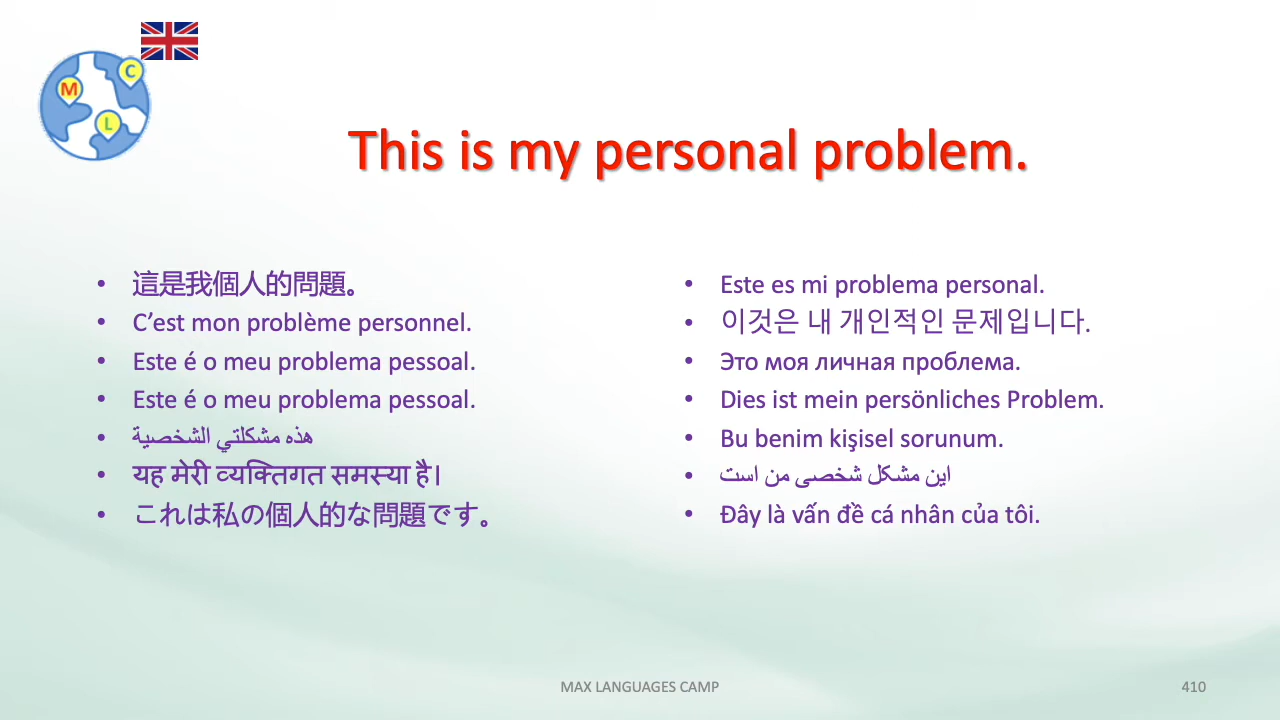 M
C
L
This is my personal problem.
• 這是我個人的問題。
• C’est mon problème personnel.
• Este é o meu problema pessoal.
• Este é o meu problema pessoal.
• هذه مشكلتي الشخصية
• यह मेरी व्यक्तिगत समस्या है।
• これは私の個人的な問題です。
• Este es mi problema personal.
• 이것은 내 개인적인 문제입니다.
• Это моя личная проблема.
• Dies ist mein persönliches Problem.
• Bu benim kişisel sorunum.
• این مشکل شخصی من است
• Đây là vấn đề cá nhân của tôi.
MAX LANGUAGES CAMP
410